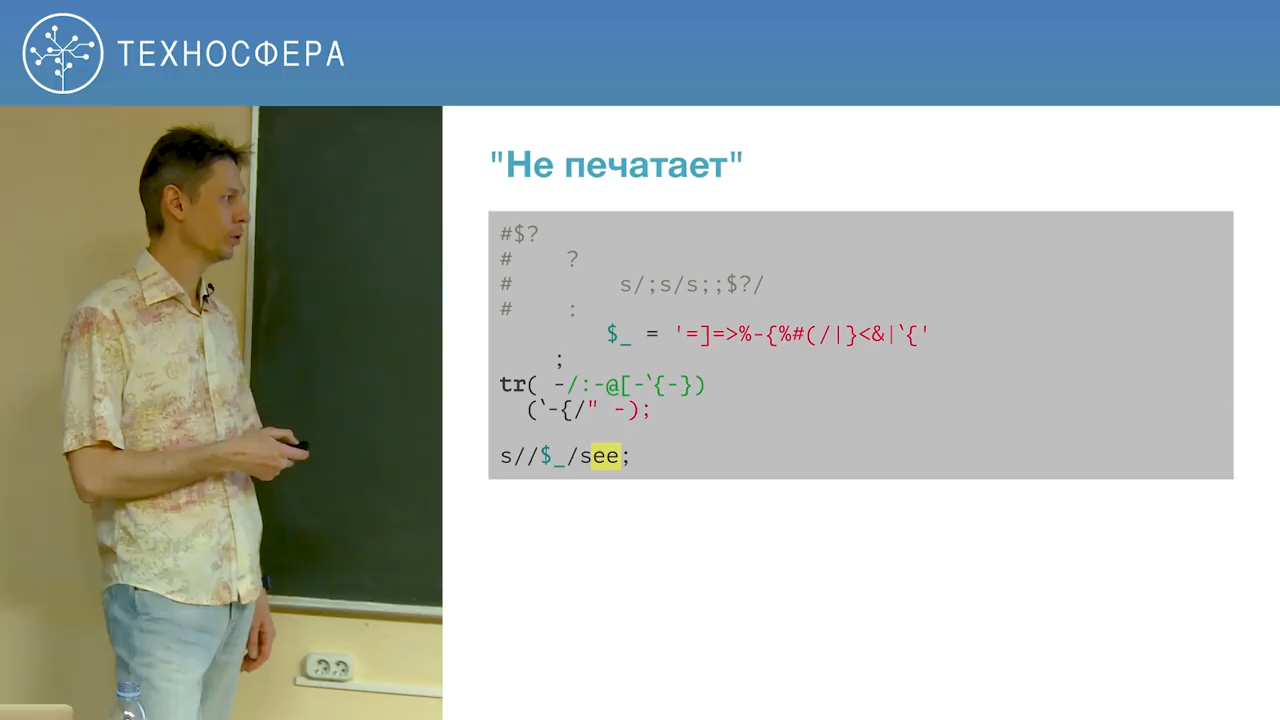 ТЕХНОСФЕРА
"Не печатает"
#$?
#    ?
#        s/;s/s;;$?/
#    :
        $_ = '=]=>%-{%#(/|}<&|`{'
    ;
tr( -/:-@[-`{-})
  (`-{/" -);
s//$_/see;